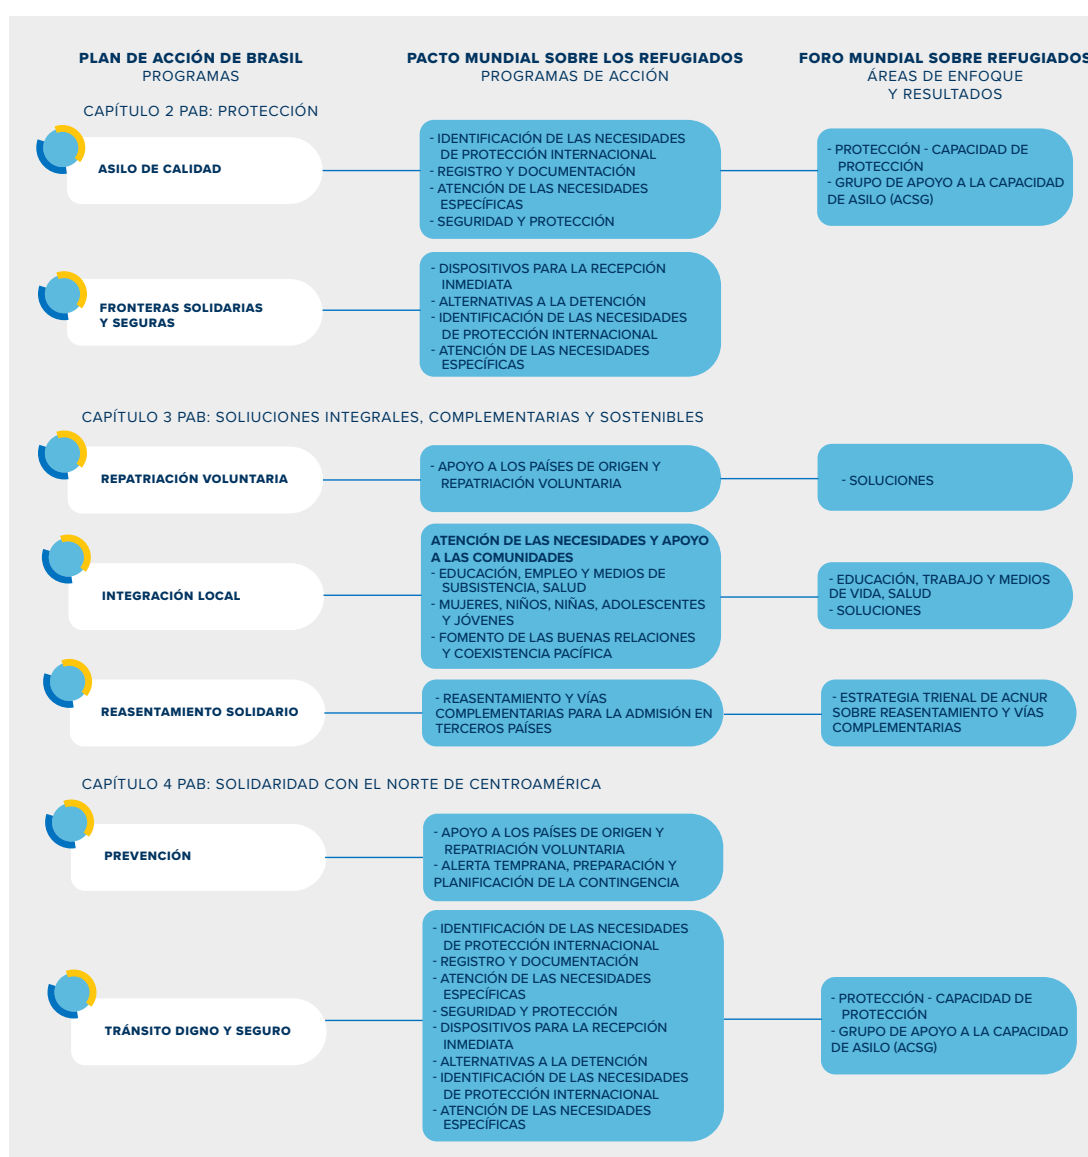 PLAN DE ACCIÓN DE BRASIL
PROGRAMAS
PACTO MUNDIAL SOBRE LOS REFUGIADOS
PROGRAMAS DE ACCIÓN
FORO MUNDIAL SOBRE REFUGIADOS
ÁREAS DE ENFOQUE
Y RESULTADOS
CAPÍTULO 2 PAB: PROTECCIÓN
ASILO DE CALIDAD
- IDENTIFICACIÓN DE LAS NECESIDADES
DE PROTECCIÓN INTERNACIONAL
- REGISTRO Y DOCUMENTACIÓN
- ATENCIÓN DE LAS NECESIDADES
ESPECÍFICAS
- SEGURIDAD Y PROTECCIÓN
- PROTECCIÓN - CAPACIDAD DE
PROTECCIÓN
- GRUPO DE APOYO A LA CAPACIDAD
DE ASILO (ACSG)
FRONTERAS SOLIDARIAS
Y SEGURAS
- DISPOSITIVOS PARA LA RECEPCIÓN
INMEDIATA
- ALTERNATIVAS A LA DETENCIÓN
- IDENTIFICACIÓN DE LAS NECESIDADES
DE PROTECCIÓN INTERNACIONAL
- ATENCIÓN DE LAS NECESIDADES
ESPECÍFICAS
CAPÍTULO 3 PAB: SOLIUCIONES INTEGRALES, COMPLEMENTARIAS Y SOSTENIBLES
REPATRIACIÓN VOLUNTARIA
- APOYO A LOS PAÍSES DE ORIGEN Y
REPATRIACIÓN VOLUNTARIA
- SOLUCIONES
INTEGRACIÓN LOCAL
ATENCIÓN DE LAS NECESIDADES Y APOYO
A LAS COMUNIDADES
- EDUCACIÓN, EMPLEO Y MEDIOS DE
SUBSISTENCIA, SALUD
- MUJERES, NIÑOS, NIÑAS, ADOLESCENTES
Y JÓVENES
- FOMENTO DE LAS BUENAS RELACIONES
Y COEXISTENCIA PACÍFICA
- EDUCACIÓN, TRABAJO Y MEDIOS
DE VIDA, SALUD
- SOLUCIONES
REASENTAMIENTO SOLIDARIO
- REASENTAMIENTO Y VÍAS
COMPLEMENTARIAS PARA LA ADMISIÓN EN
TERCEROS PAÍSES
- ESTRATEGIA TRIENAL DE ACNUR
SOBRE REASENTAMIENTO Y VÍAS
COMPLEMENTARIAS
CAPÍTULO 4 PAB: SOLIDARIDAD CON EL NORTE DE CENTROAMÉRICA
PREVENCIÓN
- APOYO A LOS PAÍSES DE ORIGEN Y
REPATRIACIÓN VOLUNTARIA
- ALERTA TEMPRANA, PREPARACIÓN Y
PLANIFICACIÓN DE LA CONTINGENCIA
TRÁNSITO DIGNO Y SEGURO
- IDENTIFICACIÓN DE LAS NECESIDADES
DE PROTECCIÓN INTERNACIONAL
- REGISTRO Y DOCUMENTACIÓN
- ATENCIÓN DE LAS NECESIDADES
ESPECÍFICAS
- SEGURIDAD Y PROTECCIÓN
- DISPOSITIVOS PARA LA RECEPCIÓN
INMEDIATA
- ALTERNATIVAS A LA DETENCIÓN
- IDENTIFICACIÓN DE LAS NECESIDADES
DE PROTECCIÓN INTERNACIONAL
- ATENCIÓN DE LAS NECESIDADES
ESPECÍFICAS
- PROTECCIÓN - CAPACIDAD DE
PROTECCIÓN
- GRUPO DE APOYO A LA CAPACIDAD
DE ASILO (ACSG)